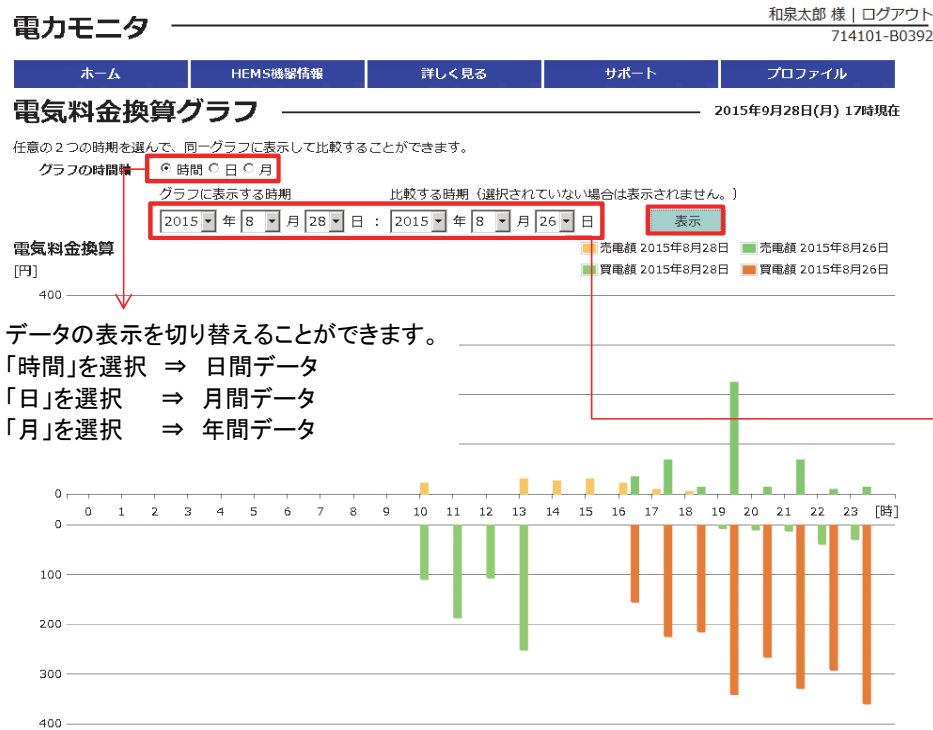 和泉太郎 様 | ログアウト
電力モニタ
714101-B0392
ホーム HEMS機器情報 詳しく見る サポート プロファイル
電気料金換算グラフ 2015年9月28日(月) 17時現在
任意の2つの時期を選んで、同一グラフに表示して比較することができます。
グラフの時間軸 時間 日 月
グラフに表示する時期 比較する時期（選択されていない場合は表示されません。）
2015 年 8 月 28 日 : 2015 年 8 月 26 日 表示
電気料金換算 売電額 2015年8月28日 売電額 2015年8月26日
[円] 買電額 2015年8月28日 買電額 2015年8月26日
400
データの表示を切り替えることができます。
「時間」を選択 ⇒ 日間データ
「日」を選択 ⇒ 月間データ
「月」を選択 ⇒ 年間データ
0
0 1 2 3 4 5 6 7 8 9 10 11 12 13 14 15 16 17 18 19 20 21 22 23 [時]
0
100
200
300
400